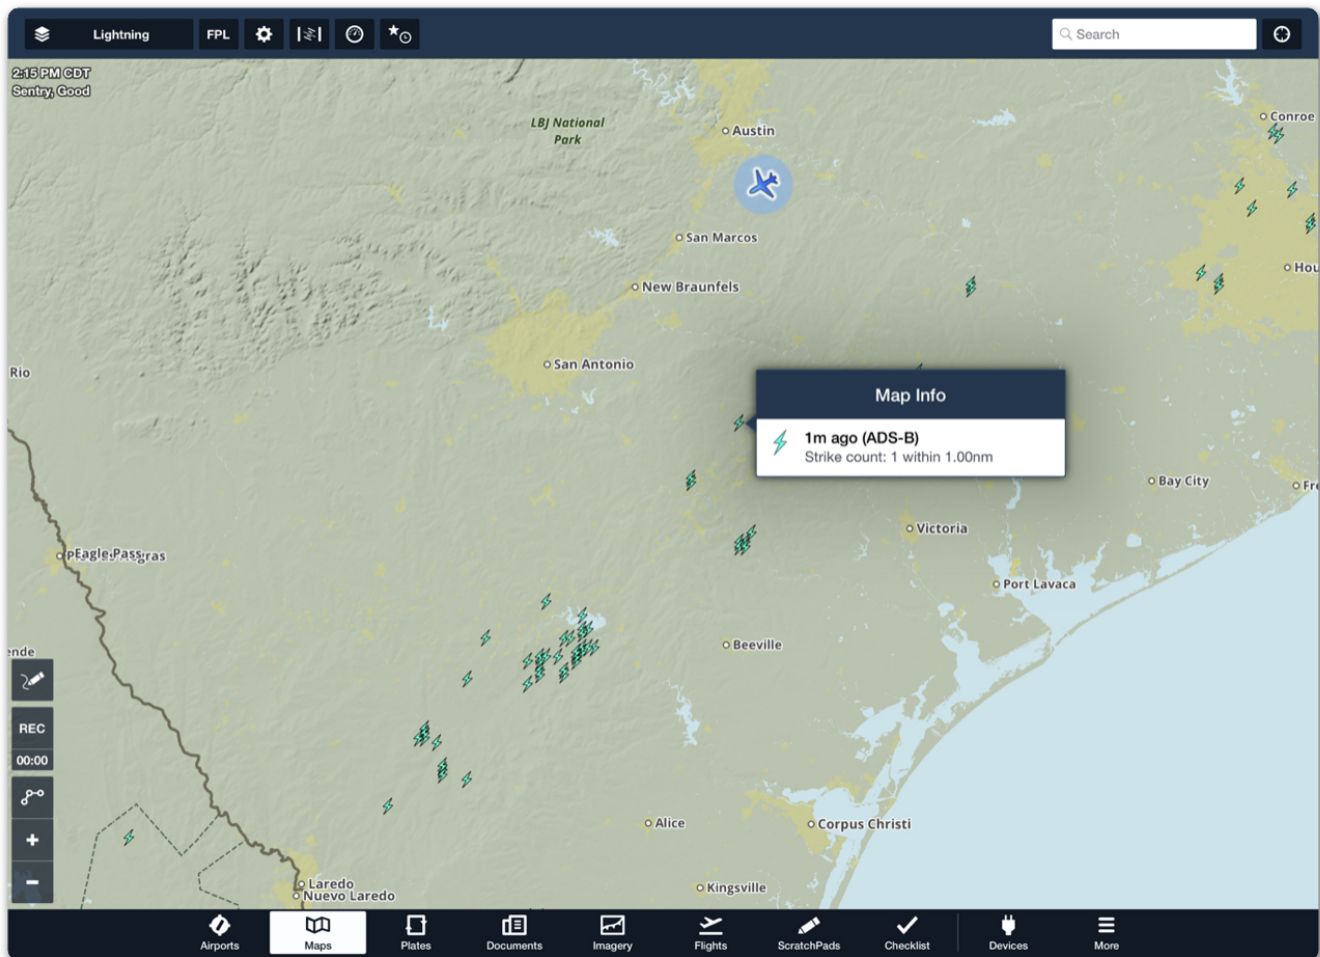 Lightning
FPL
Search
2:15 PM CDT
Sentry, Good
LBJ National
Park
Austin
Conroe
San Marcos
Hou
New Braunfels
San Antonio
Rio
Map Info
1m ago (ADS-B)
Strike count: 1 within 1.00nm
Bay City
Fre
Victoria
Eagle Pass
Port Lavaca
Beeville
ende
REC
00:00
Alice
Corpus Christi
Laredo
Nuevo Laredo
Kingsville
Airports
Maps
Plates
Documents
Imagery
Flights
ScratchPads
Checklist
Devices
More